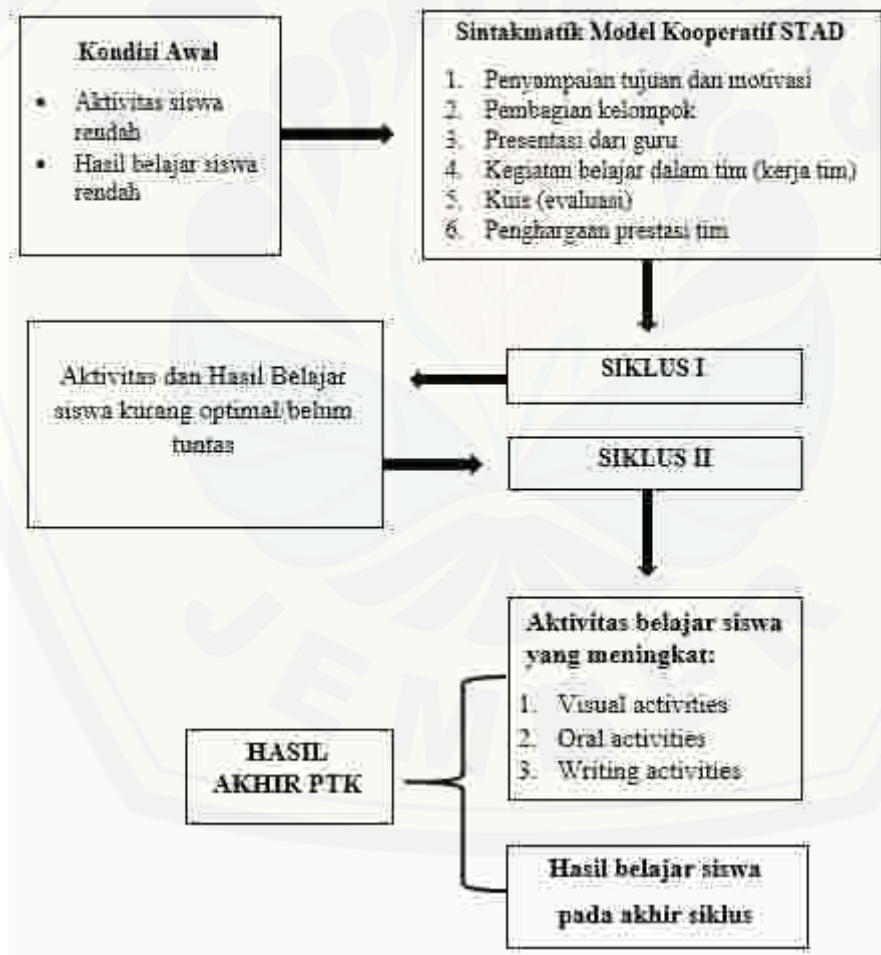 Kondisi Awal
• Aktivitas siswa
rendah
• Hasil belajar siswa
rendah
Sintakmatik Model Kooperatif STAD
1. Penyampaian tujuan dan motivasi
2. Pembagian kelompok
3. Presentasi dari guru
4. Kegiatan belajar dalam tim (kerja tim)
5. Kuis (evaluasi)
6. Penghargaan prestasi tim
SIKLUS I
Aktivitas dan Hasil Belajar
siswa kurang optimal/belum
tuntas
SIKLUS II
Aktivitas belajar siswa
yang meningkat:
1. Visual activities
2. Oral activities
3. Writing activities
HASIL
AKHIR PTK
Hasil belajar siswa
pada akhir siklus
JEMBER